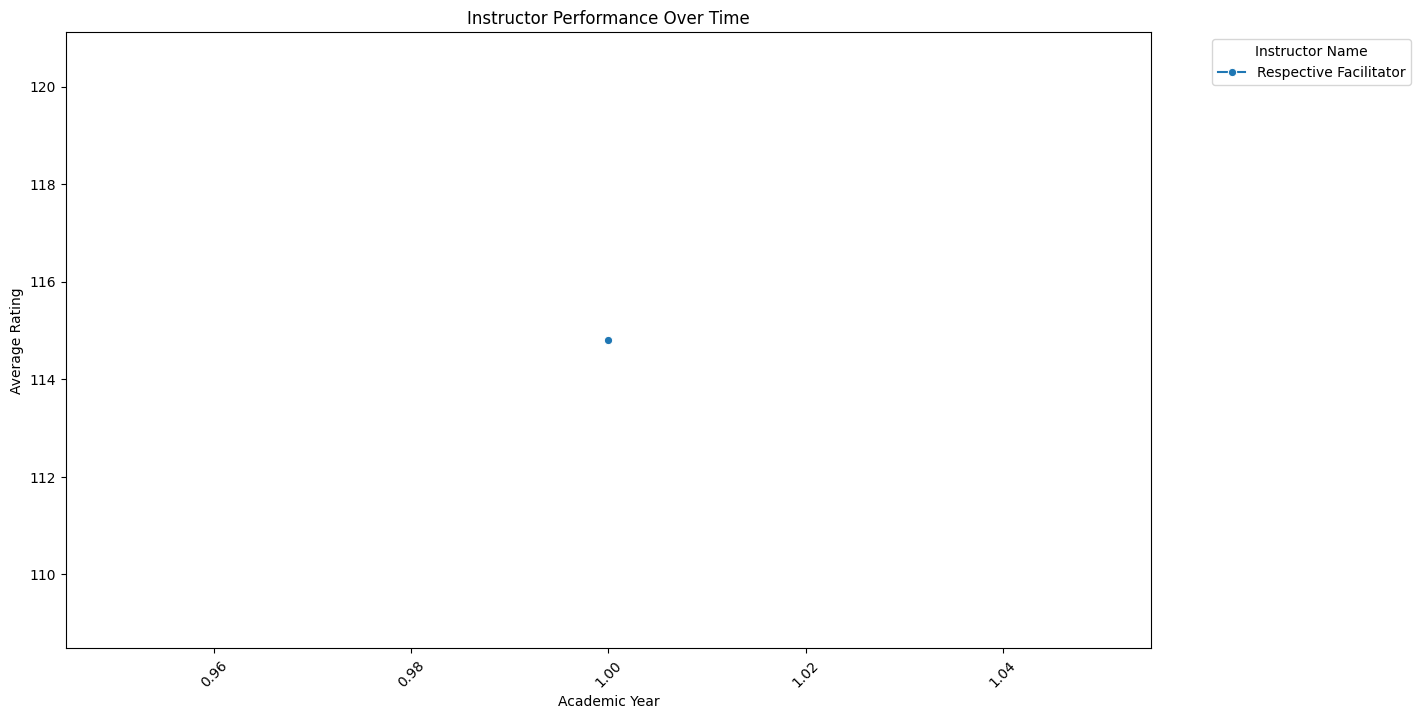 Instructor Performance Over Time
Instructor Name
Respective Facilitator
Average Rating
120
118
116
114
112
110
0.96
0.98
1.00
1.02
1.04
Academic Year